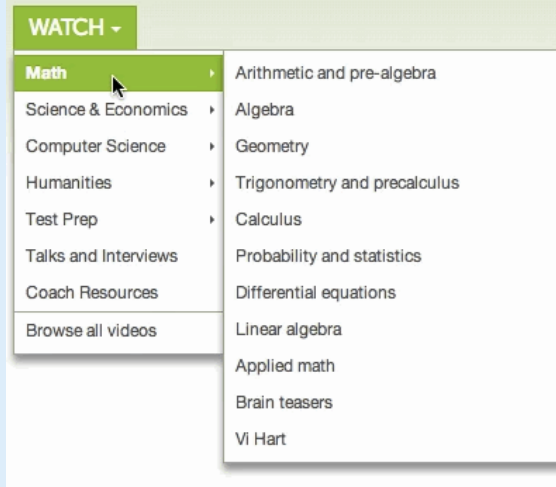 WATCH
Math
Science & Economics
Computer Science
Humanities
Test Prep
Talks and Interviews
Coach Resources
Browse all videos
Arithmetic and pre-algebra
Algebra
Geometry
Trigonometry and precalculus
Calculus
Probability and statistics
Differential equations
Linear algebra
Applied math
Brain teasers
Vi Hart